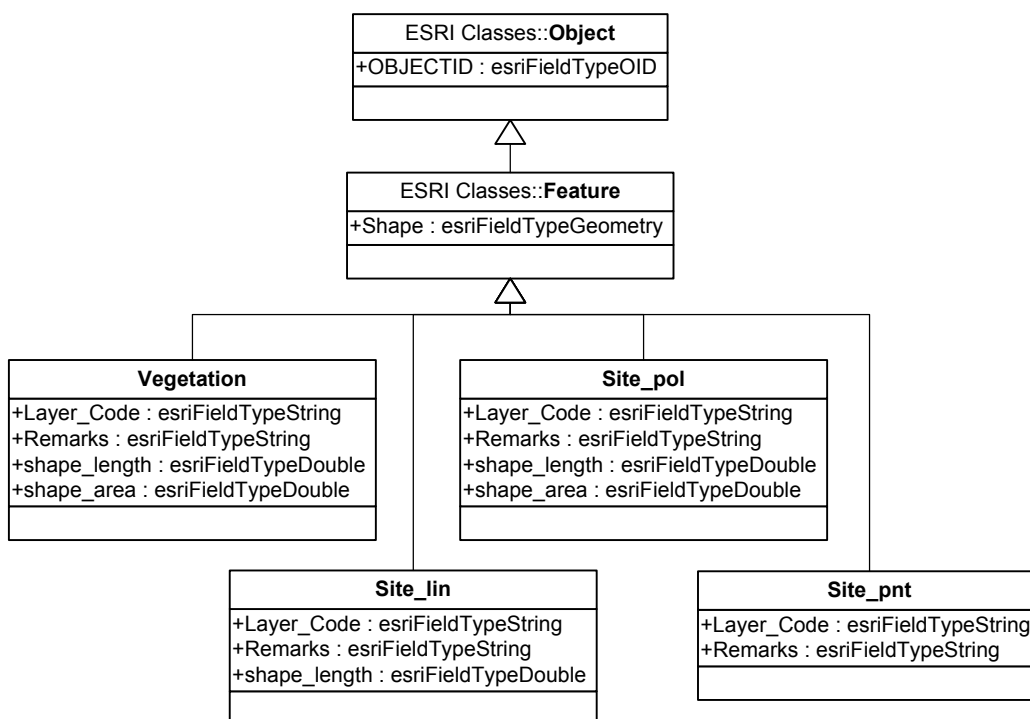 ESRI Classes::Object
+OBJECTID : esriFieldTypeOID
ESRI Classes::Feature
+Shape : esriFieldTypeGeometry
Vegetation
+Layer_Code : esriFieldTypeString
+Remarks : esriFieldTypeString
+shape_length : esriFieldTypeDouble
+shape_area : esriFieldTypeDouble
Site_pol
+Layer_Code : esriFieldTypeString
+Remarks : esriFieldTypeString
+shape_length : esriFieldTypeDouble
+shape_area : esriFieldTypeDouble
Site_lin
+Layer_Code : esriFieldTypeString
+Remarks : esriFieldTypeString
+shape_length : esriFieldTypeDouble
Site_pnt
+Layer_Code : esriFieldTypeString
+Remarks : esriFieldTypeString